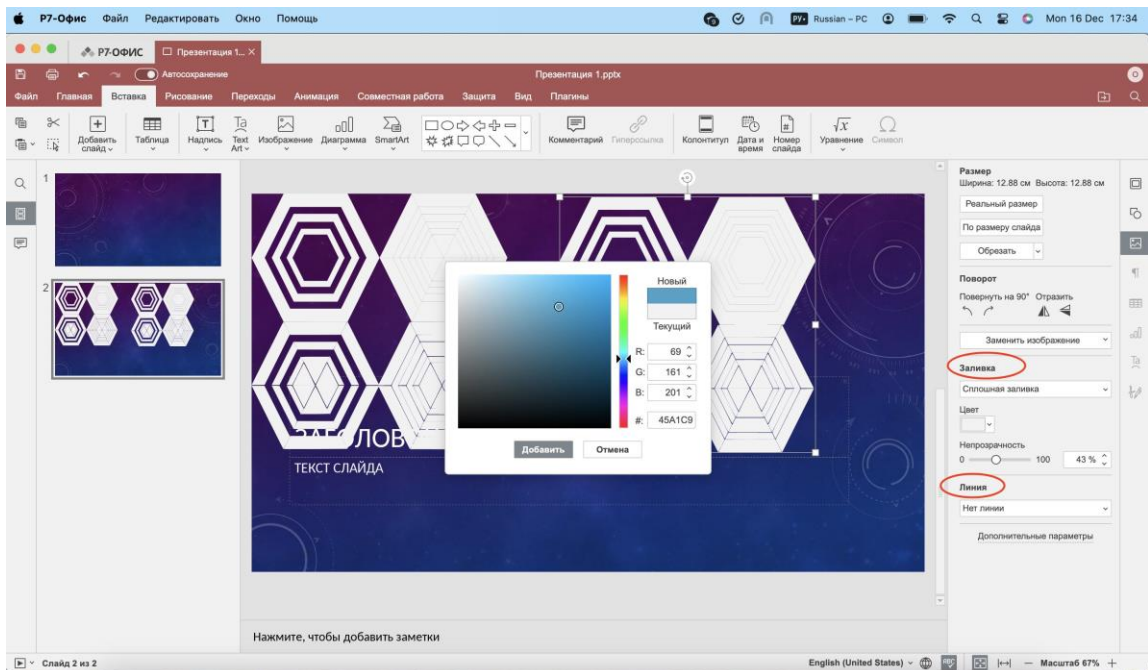 Р7-Офис Файл Редактировать Окно Помощь РУ Russian – PC Mon 16 Dec 17:34
Р7-ОФИС Презентация 1... ×
Автосохранение Презентация 1.pptx
Файл Главная Вставка Рисование Переходы Анимация Совместная работа Защита Вид Плагины
Добавить слайд Таблица Надпись Text Art Изображение Диаграмма SmartArt Комментарий Гиперссылка Колонтитул Дата и время Номер слайда Уравнение Символ
1
2
ЗАГОЛОВ
ТЕКСТ СЛАЙДА
Новый
Текущий
R: 69
G: 161
B: 201
#: 45A1C9
Добавить Отмена
Размер
Ширина: 12.88 см Высота: 12.88 см
Реальный размер
По размеру слайда
Обрезать
Поворот
Повернуть на 90° Отразить
Заменить изображение
Заливка
Сплошная заливка
Цвет
Непрозрачность
0 100 43 %
Линия
Нет линии
Дополнительные параметры
Нажмите, чтобы добавить заметки
Слайд 2 из 2 English (United States) Масштаб 67% +